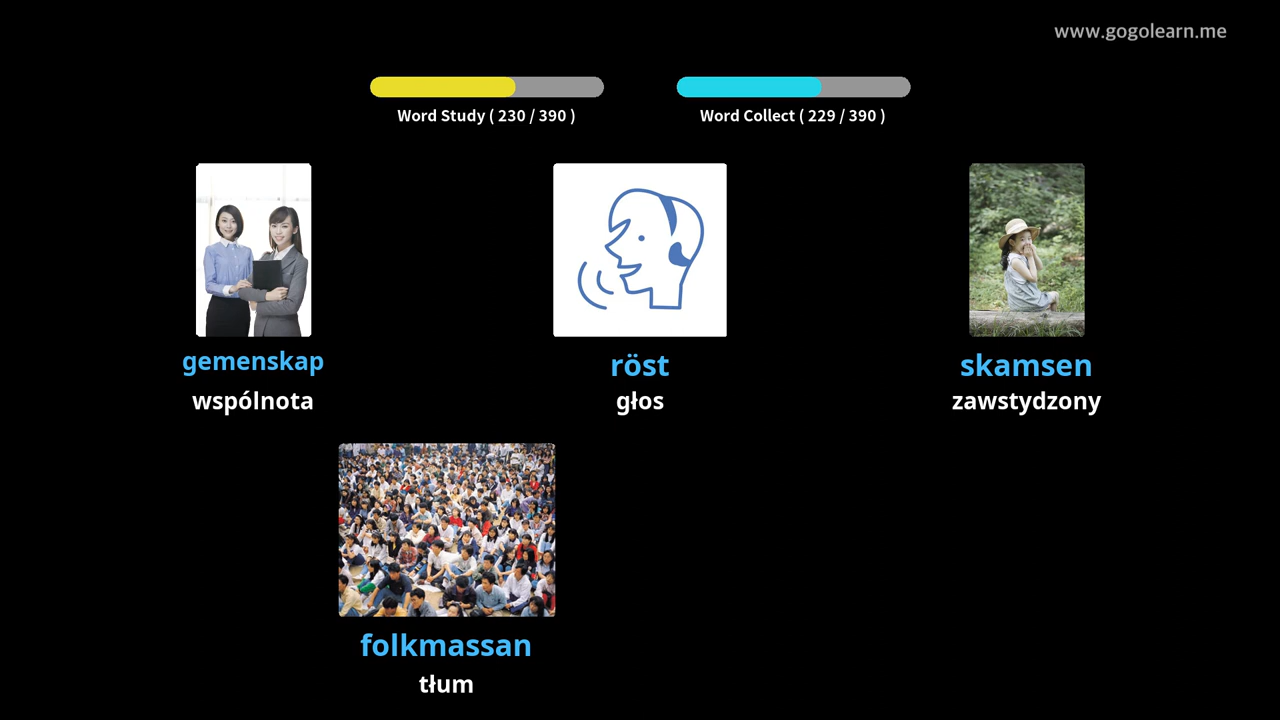 www.gogolearn.me
Word Study ( 230 / 390 )
Word Collect ( 229 / 390 )
gemenskap
wspólnota
röst
głos
skamsen
zawstydzony
folkmassan
tłum